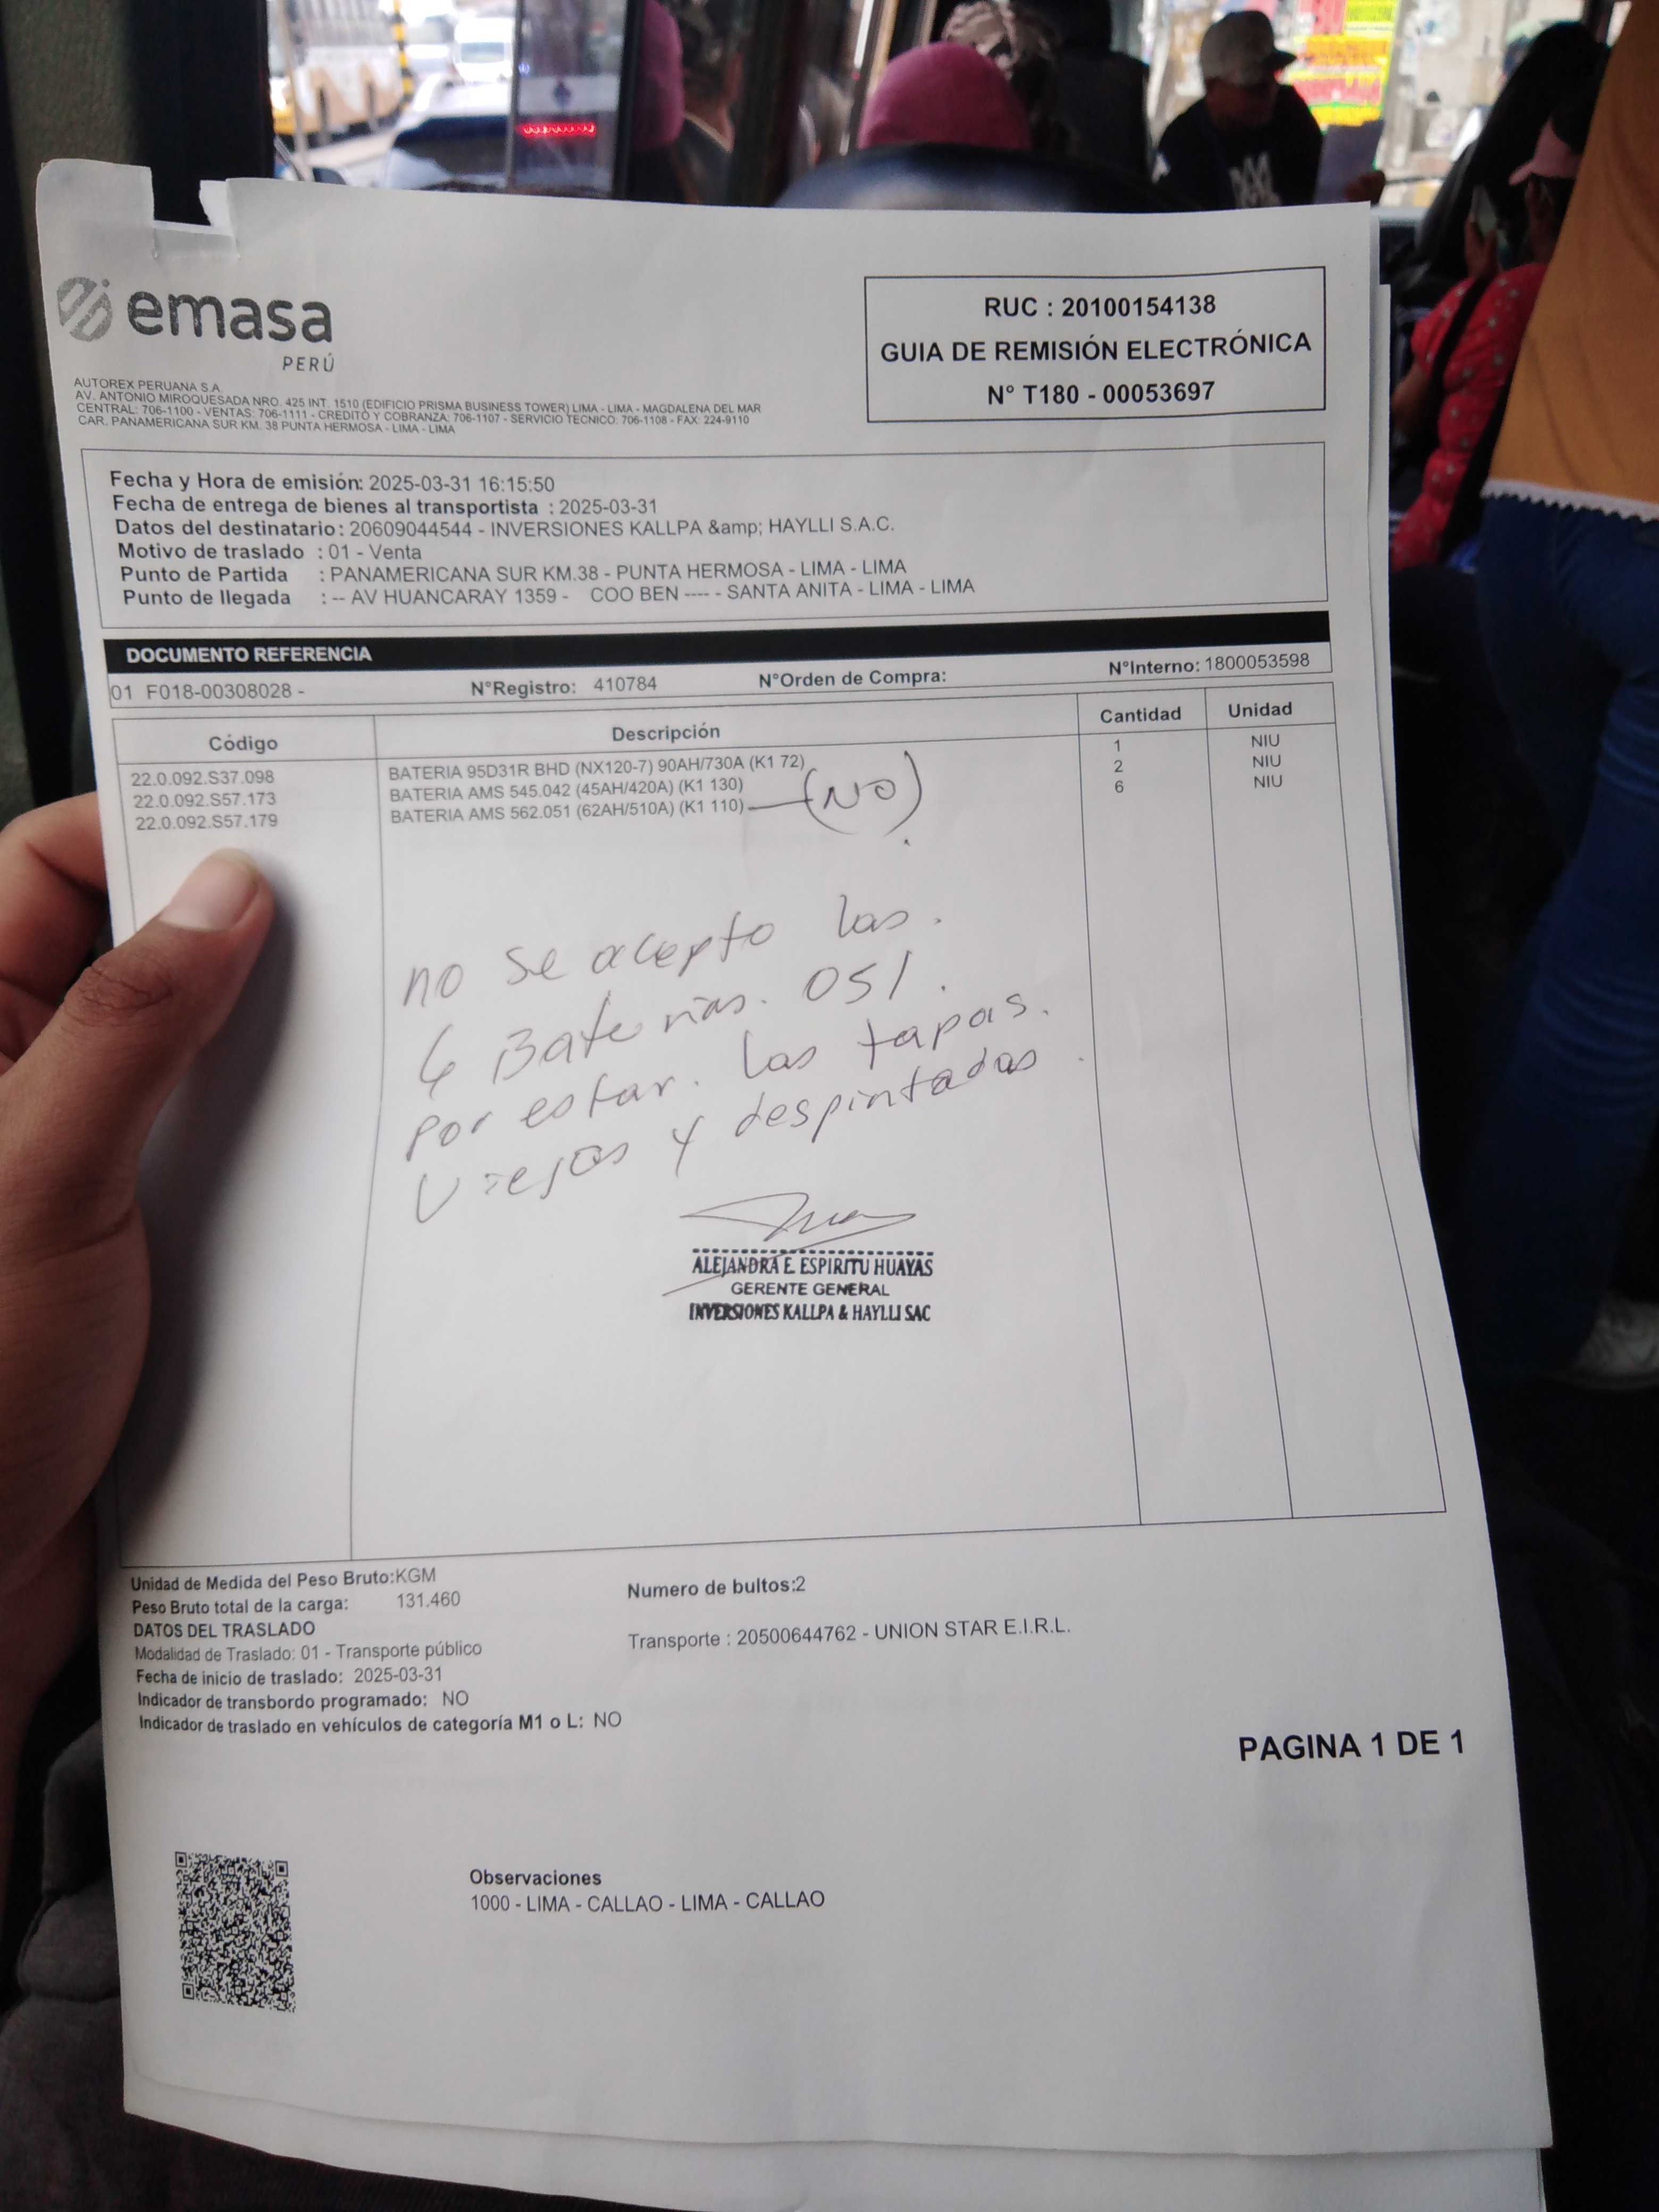 emasa
PERÚ
AUTOREX PERUANA S.A.
AV. ANTONIO MIROQUESADA NRO. 425 INT. 1510 (EDIFICIO PRISMA BUSINESS TOWER) LIMA - LIMA - MAGDALENA DEL MAR
CENTRAL: 706-1100 - VENTAS: 706-1111 - CREDITO Y COBRANZA: 706-1107 - SERVICIO TECNICO: 706-1108 - FAX: 224-9110
CAR. PANAMERICANA SUR KM. 38 PUNTA HERMOSA - LIMA - LIMA
RUC : 20100154138
GUIA DE REMISIÓN ELECTRÓNICA
N° T180 - 00053697
Fecha y Hora de emisión: 2025-03-31 16:15:50
Fecha de entrega de bienes al transportista : 2025-03-31
Datos del destinatario: 20609044544 - INVERSIONES KALLPA &amp; HAYLLI S.A.C.
Motivo de traslado : 01 - Venta
Punto de Partida : PANAMERICANA SUR KM.38 - PUNTA HERMOSA - LIMA - LIMA
Punto de llegada : -- AV HUANCARAY 1359 - COO BEN ---- - SANTA ANITA - LIMA - LIMA
DOCUMENTO REFERENCIA
01 F018-00308028 - N°Registro: 410784 N°Orden de Compra: N°Interno: 1800053598
Código Descripción Cantidad Unidad
22.0.092.S37.098 BATERIA 95D31R BHD (NX120-7) 90AH/730A (K1 72) 1 NIU
22.0.092.S57.173 BATERIA AMS 545.042 (45AH/420A) (K1 130) 2 NIU
22.0.092.S57.179 BATERIA AMS 562.051 (62AH/510A) (K1 110) 6 NIU
(NO)
no se acepto las.
6 Baterias. 051.
por estar. las tapas.
viejas y despintadas.
ALEJANDRA E. ESPIRITU HUAYAS
GERENTE GENERAL
INVERSIONES KALLPA & HAYLLI SAC
Unidad de Medida del Peso Bruto:KGM
Numero de bultos:2
Peso Bruto total de la carga: 131.460
DATOS DEL TRASLADO
Transporte : 20500644762 - UNION STAR E.I.R.L.
Modalidad de Traslado: 01 - Transporte público
Fecha de inicio de traslado: 2025-03-31
Indicador de transbordo programado: NO
Indicador de traslado en vehículos de categoría M1 o L: NO
PAGINA 1 DE 1
Observaciones
1000 - LIMA - CALLAO - LIMA - CALLAO